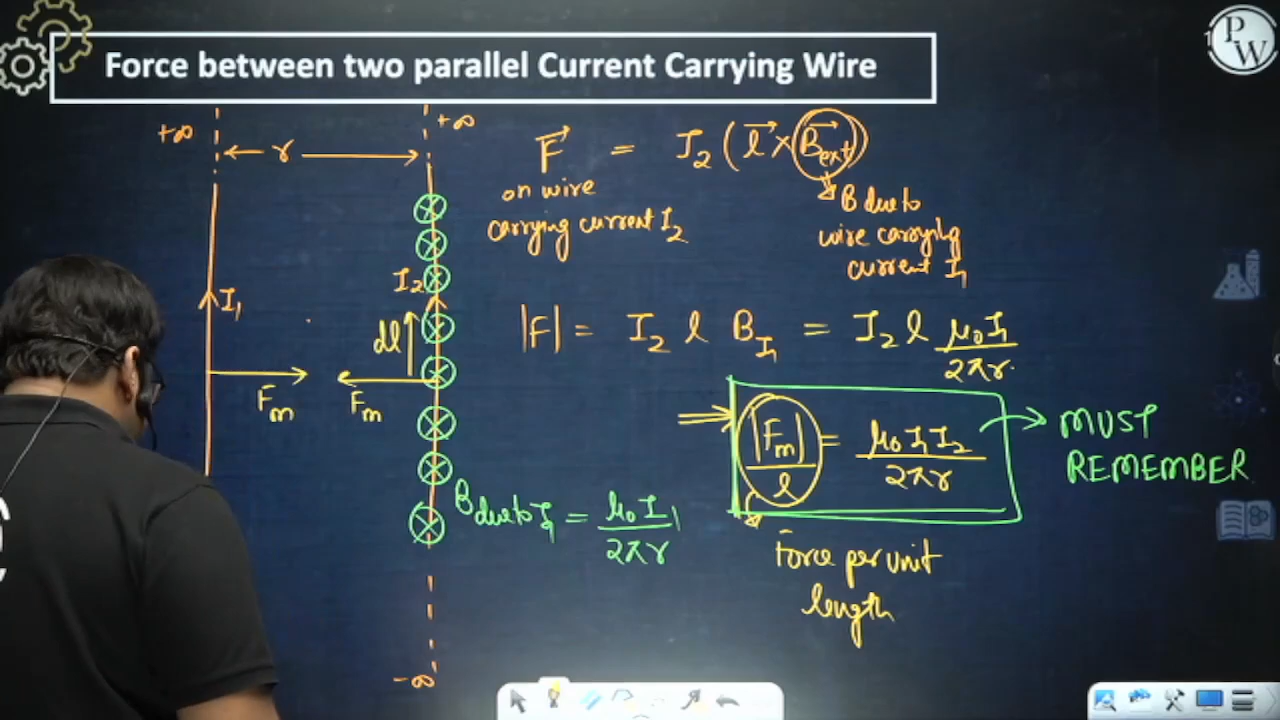 Force between two parallel Current Carrying Wire
P
W
+∞
+∞
r
F⃗ = I₂ (l⃗ × B⃗ext)
on wire
carrying current I₂
B due to
wire carrying
current I₁
I₁
I₂
dl
|F| = I₂ l B_I₁ = I₂ l μ₀I₁/2πr
Fm
Fm
|Fm|/l = μ₀I₁I₂/2πr
MUST
REMEMBER
B due to I₁ = μ₀I₁/2πr
Force per unit
length
-∞